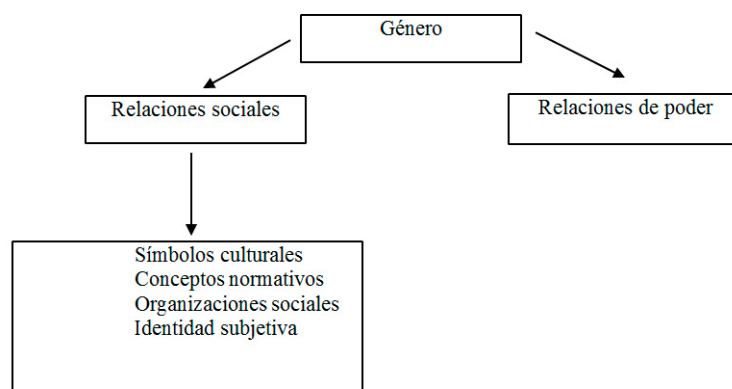 Género
Relaciones sociales
Relaciones de poder
Símbolos culturales
Conceptos normativos
Organizaciones sociales
Identidad subjetiva